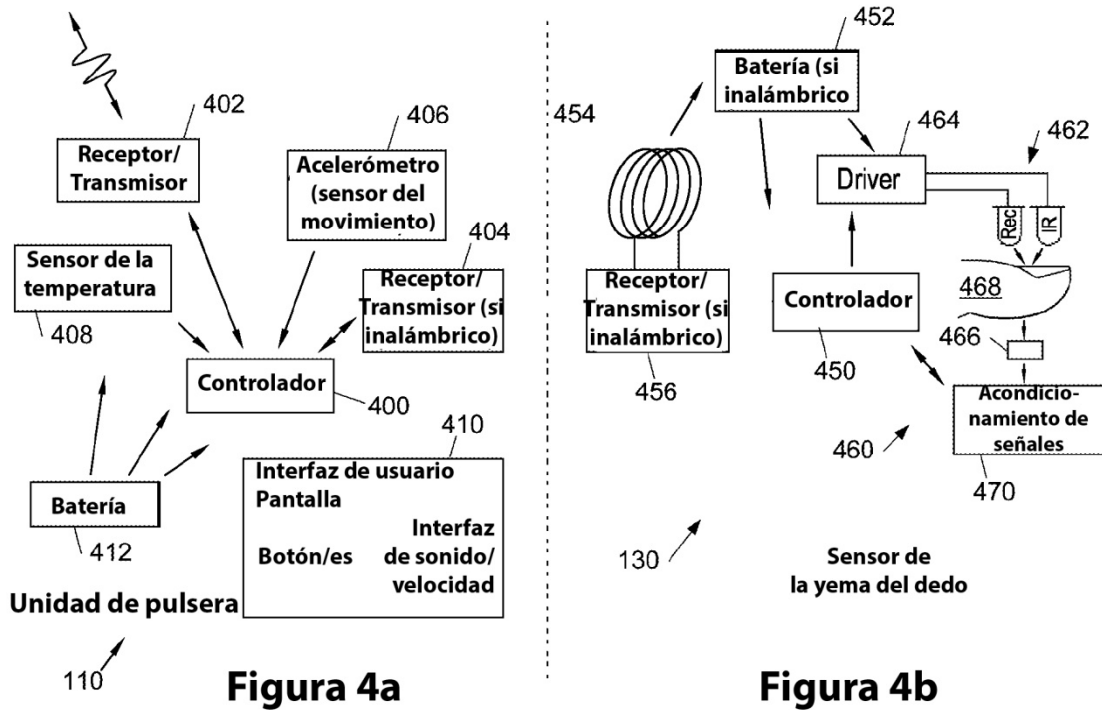 402
Receptor/
Transmisor
406
Acelerómetro
(sensor del
movimiento)
404
Receptor/
Transmisor (si
inalámbrico)
Sensor de la
temperatura
408
Controlador
400
Batería
412
410
Interfaz de usuario
Pantalla
Interfaz
Botón/es de sonido/
velocidad
Unidad de pulsera
110
Figura 4a
452
Batería (si
inalámbrico
454
464
Driver
462
Rec
IR
468
466
Receptor/
Transmisor (si
inalámbrico)
456
Controlador
450
460
Acondicio-
namiento de
señales
470
130
Sensor de
la yema del dedo
Figura 4b